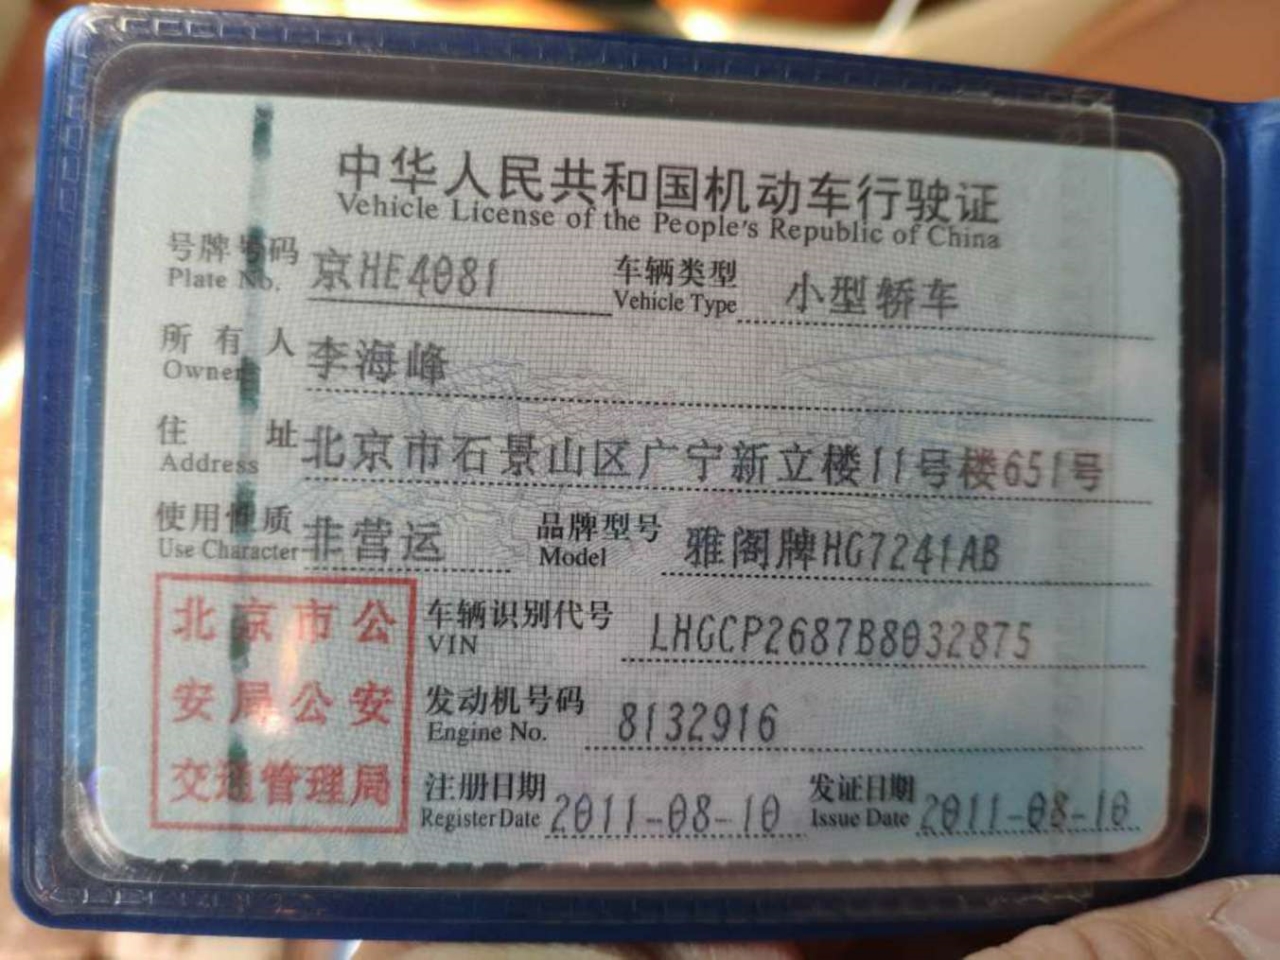 中华人民共和国机动车行驶证
Vehicle License of the People's Republic of China
号牌号码 京HE4081 车辆类型 小型轿车
Plate No. Vehicle Type
所有人 李海峰
Owner
住址 北京市石景山区广宁新立楼11号楼651号
Address
使用性质 非营运 品牌型号 雅阁牌HG7241AB
Use Character Model
北京市公
安局公安
交通管理局
车辆识别代号 LHGCP2687B8032875
VIN
发动机号码 8132916
Engine No.
注册日期 2011-08-10 发证日期 2011-08-10
Register Date Issue Date